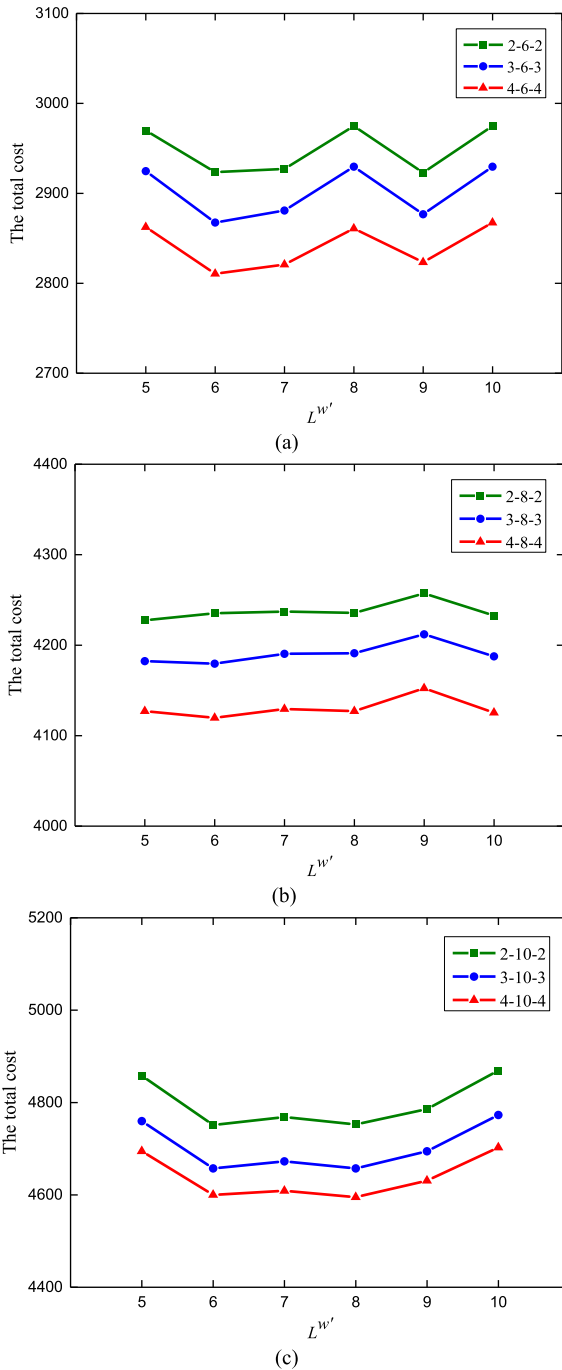 3100
3000
2900
2800
2700
The total cost
2-6-2
3-6-3
4-6-4
5 6 7 8 9 10
L^w′
(a)
4400
4300
4200
4100
4000
The total cost
2-8-2
3-8-3
4-8-4
5 6 7 8 9 10
L^w′
(b)
5200
5000
4800
4600
4400
The total cost
2-10-2
3-10-3
4-10-4
5 6 7 8 9 10
L^w′
(c)